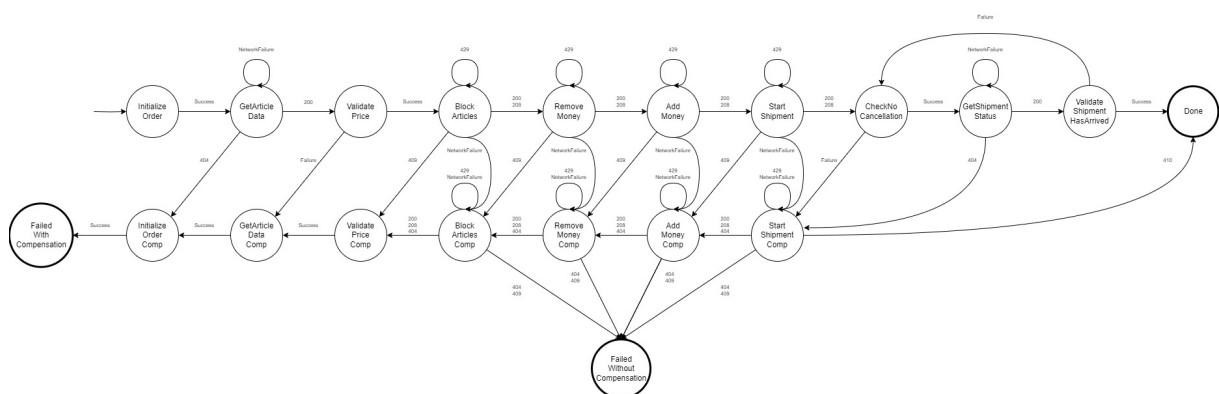 Failure
NetworkFailure
429
429
429
429
NetworkFailure
Initialize
Order
Success
GetArticle
Data
200
Validate
Price
Success
Block
Articles
200
208
Remove
Money
200
208
Add
Money
200
208
Start
Shipment
200
208
CheckNo
Cancellation
Success
GetShipment
Status
200
Validate
Shipment
HasArrived
Success
Done
404
Failure
409
NetworkFailure
409
NetworkFailure
409
NetworkFailure
409
NetworkFailure
Failure
404
410
429
NetworkFailure
429
NetworkFailure
429
NetworkFailure
429
NetworkFailure
Failed
With
Compensation
Success
Initialize
Order
Comp
Success
GetArticle
Data
Comp
Success
Validate
Price
Comp
200
208
404
Block
Articles
Comp
200
208
404
Remove
Money
Comp
200
208
404
Add
Money
Comp
200
208
404
Start
Shipment
Comp
404
409
404
409
404
409
404
409
Failed
Without
Compensation